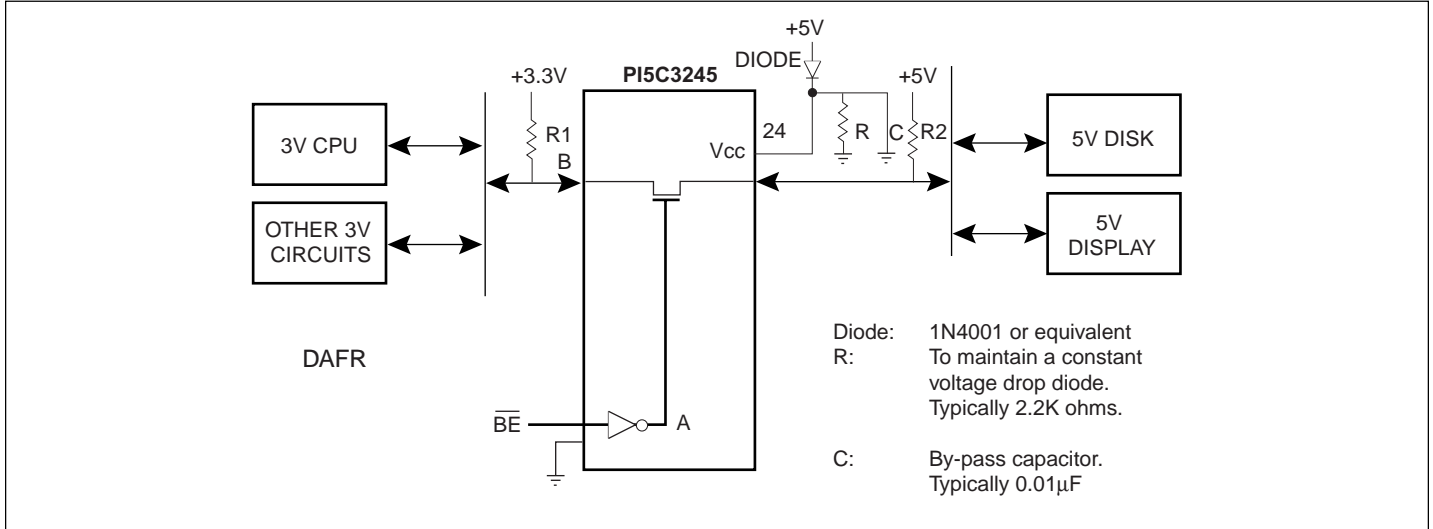 +5V
DIODE
+3.3V
PI5C3245
+5V
3V CPU
R1
24
R
C
R2
5V DISK
Vcc
B
OTHER 3V
CIRCUITS
5V
DISPLAY
DAFR
BE
A
Diode: 1N4001 or equivalent
R: To maintain a constant
voltage drop diode.
Typically 2.2K ohms.
C: By-pass capacitor.
Typically 0.01μF